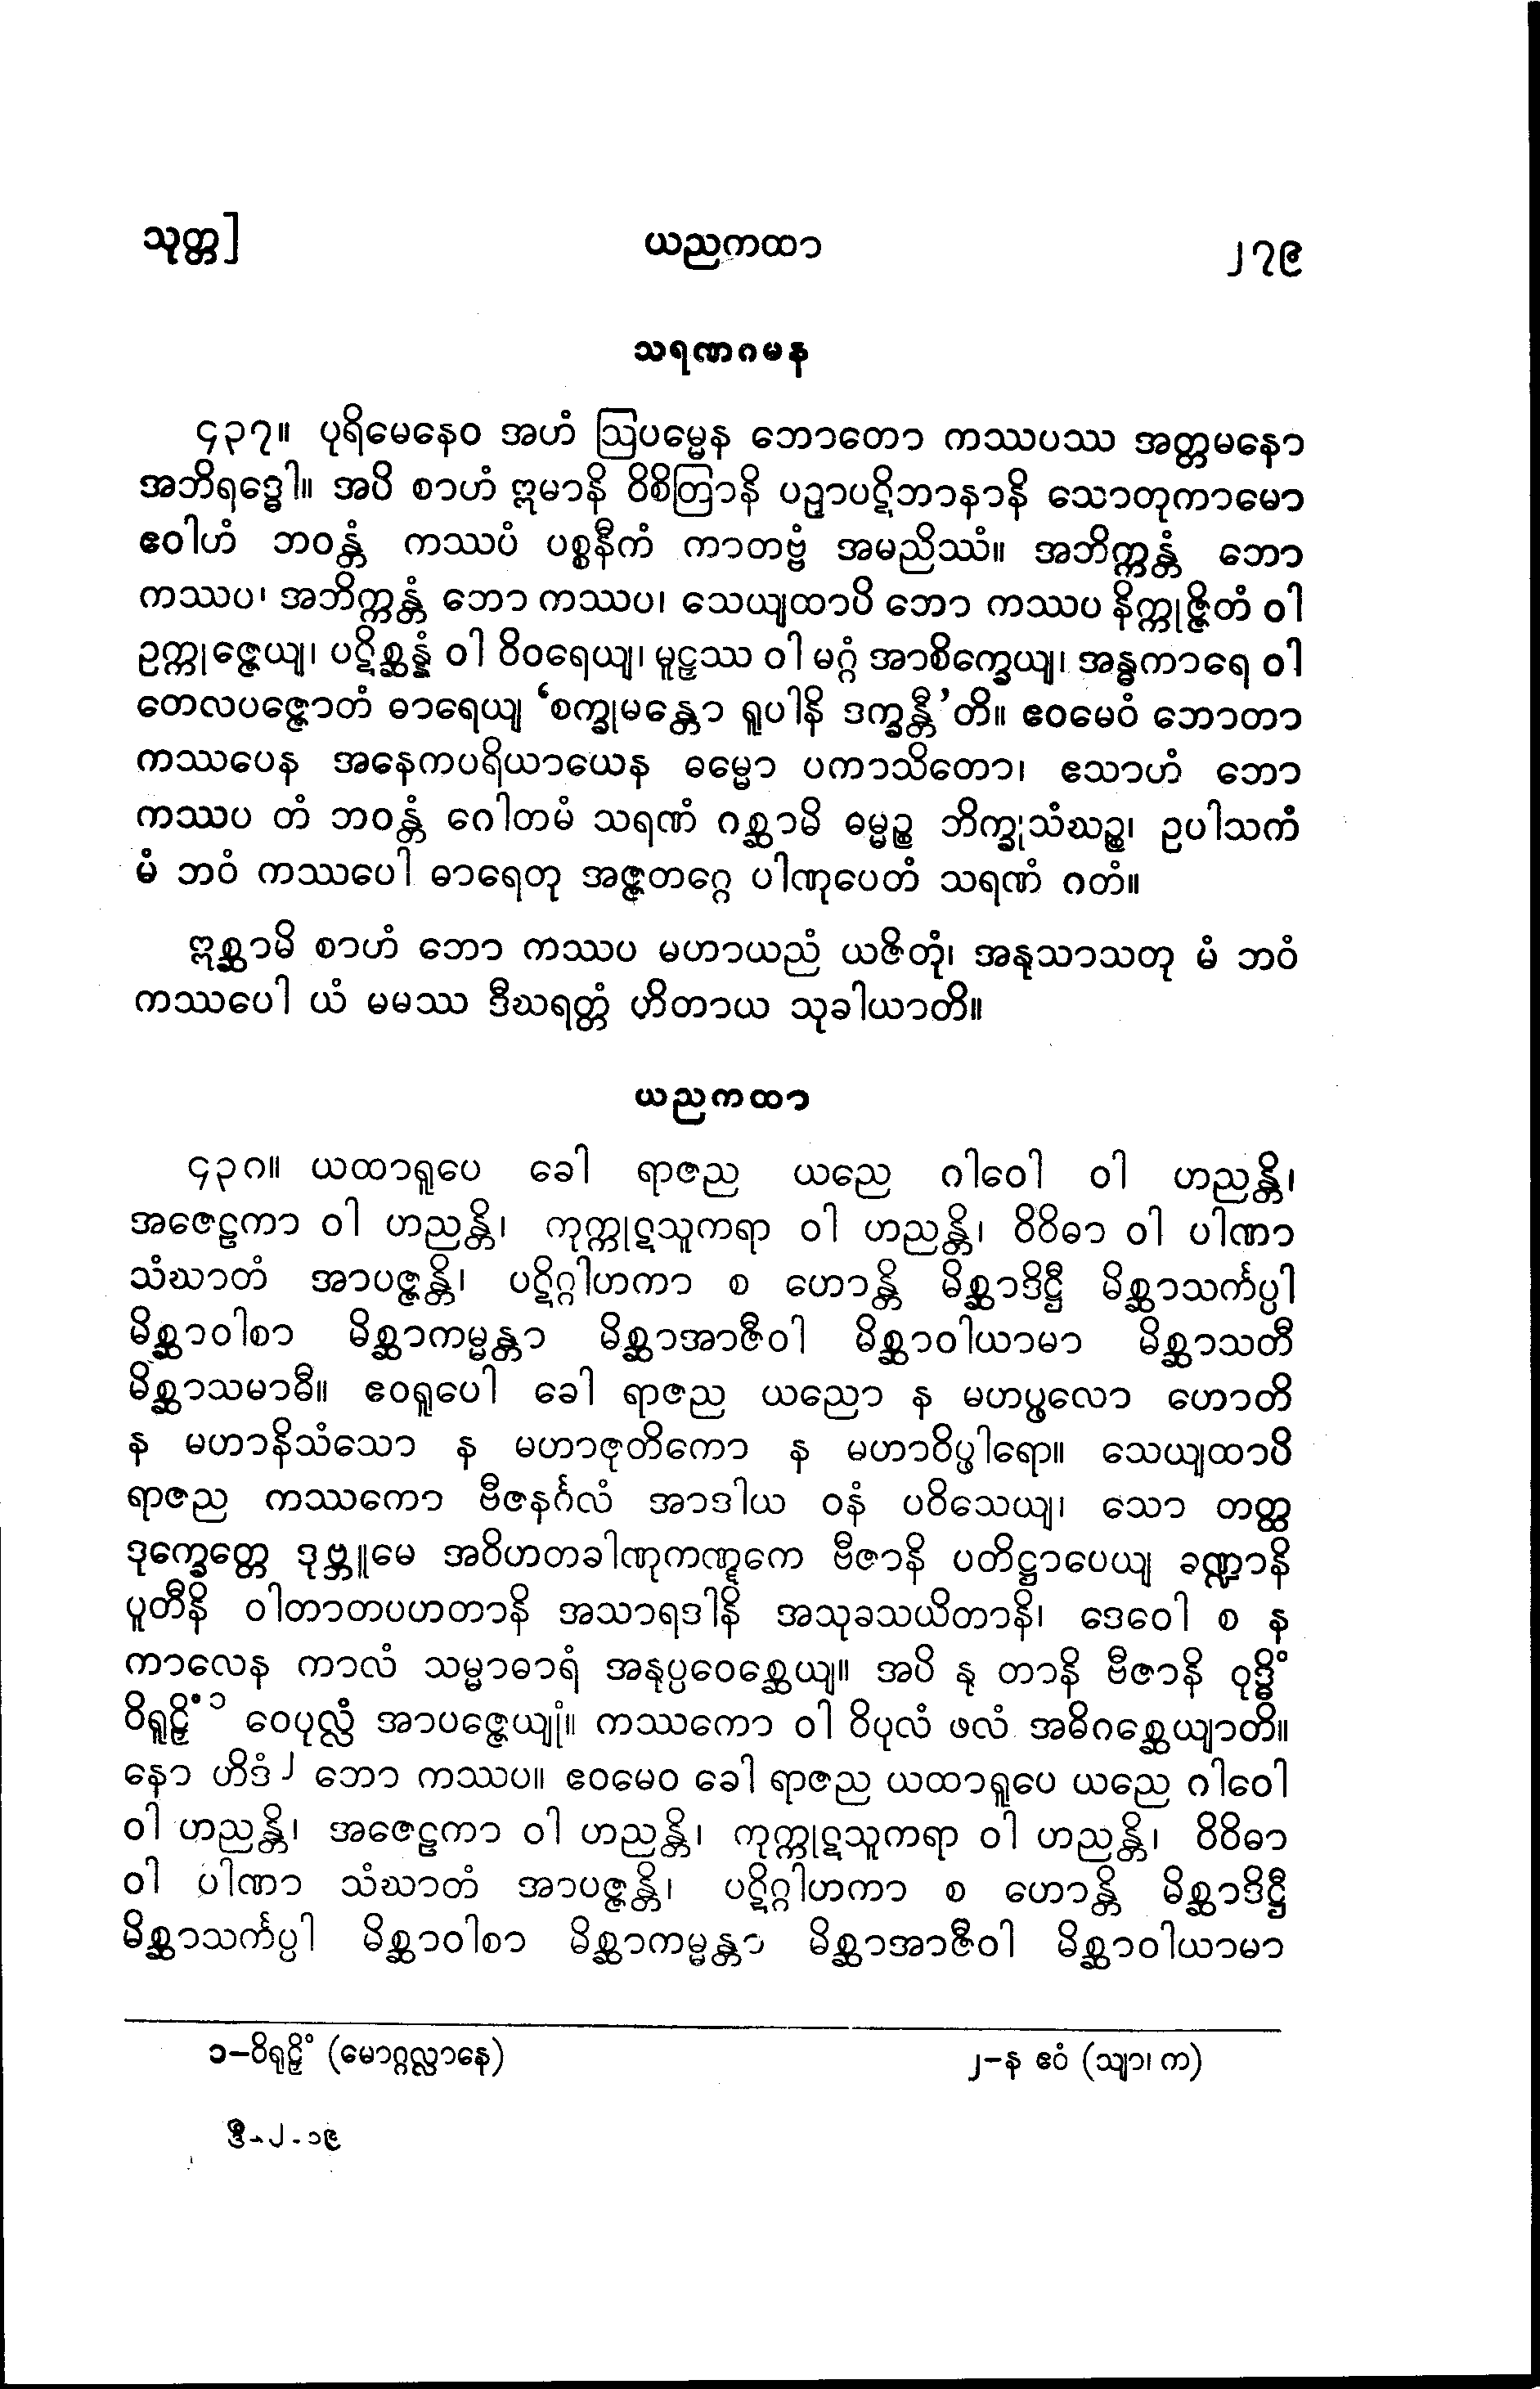 သုတ္တ]
ယညကထာ
၂၇၉
သရဏဂမန
၄၃၇။ ပုရိမေနေဝ အဟံ ဩပမ္မေန ဘောတော ကဿပဿ အတ္တမနော
အဘိရဒ္ဓေါ။ အပိ စာဟံ ဣမာနိ ဝိစိတြာနိ ပဉှာပဋိဘာနာနိ သောတုကာမော
ဧဝါဟံ ဘဝန္တံ ကဿပံ ပစ္စနီကံ ကာတဗ္ဗံ အမညိဿံ။ အဘိက္ကန္တံ ဘော
ကဿပ၊ အဘိက္ကန္တံ ဘော ကဿပ၊ သေယျထာပိ ဘော ကဿပ နိက္ကုဇ္ဇိတံ ဝါ
ဥက္ကုဇ္ဇေယျ၊ ပဋိစ္ဆန္နံ ဝါ ဝိဝရေယျ၊ မူဠှဿ ဝါ မဂ္ဂံ အာစိက္ခေယျ၊ အန္ဓကာရေ ဝါ
တေလပဇ္ဇောတံ ဓာရေယျ ‘စက္ခုမန္တော ရူပါနိ ဒက္ခန္တီ’တိ။ ဧဝမေဝံ ဘောတာ
ကဿပေန အနေကပရိယာယေန ဓမ္မော ပကာသိတော၊ ဧသာဟံ ဘော
ကဿပ တံ ဘဝန္တံ ဂေါတမံ သရဏံ ဂစ္ဆာမိ ဓမ္မဉ္စ ဘိက္ခုသံဃဉ္စ၊ ဥပါသကံ
မံ ဘဝံ ကဿပေါ ဓာရေတု အဇ္ဇတဂ္ဂေ ပါဏုပေတံ သရဏံ ဂတံ။
ဣစ္ဆာမိ စာဟံ ဘော ကဿပ မဟာယညံ ယဇိတုံ၊ အနုသာသတု မံ ဘဝံ
ကဿပေါ ယံ မမဿ ဒီဃရတ္တံ ဟိတာယ သုခါယာတိ။
ယညကထာ
၄၃၈။ ယထာရူပေ ခေါ ရာဇည ယညေ ဂါဝေါ ဝါ ဟညန္တိ၊
အဇေဠကာ ဝါ ဟညန္တိ၊ ကုက္ကုဋသူကရာ ဝါ ဟညန္တိ၊ ဝိဝိဓာ ဝါ ပါဏာ
သံဃာတံ အာပဇ္ဇန္တိ၊ ပဋိဂ္ဂါဟကာ စ ဟောန္တိ မိစ္ဆာဒိဋ္ဌီ မိစ္ဆာသင်္ကပ္ပါ
မိစ္ဆာဝါစာ မိစ္ဆာကမ္မန္တာ မိစ္ဆာအာဇီဝါ မိစ္ဆာဝါယာမာ မိစ္ဆာသတီ
မိစ္ဆာသမာဓီ။ ဧဝရူပေါ ခေါ ရာဇည ယညော န မဟပ္ဖလော ဟောတိ
န မဟာနိသံသော န မဟာဇုတိကော န မဟာဝိပ္ဖါရော။ သေယျထာပိ
ရာဇည ကဿကော ဗီဇနင်္ဂလံ အာဒါယ ဝနံ ပဝိသေယျ၊ သော တတ္ထ
ဒုက္ခေတ္တေ ဒုဗ္ဘူမေ အဝိဟတခါဏုကဏ္ဋကေ ဗီဇာနိ ပတိဋ္ဌာပေယျ ခဏ္ဍာနိ
ပူတီနိ ဝါတာတပဟတာနိ အသာရဒါနိ အသုခသယိတာနိ၊ ဒေဝေါ စ န
ကာလေန ကာလံ သမ္မာဓာရံ အနုပ္ပဝေစ္ဆေယျ။ အပိ နု တာနိ ဗီဇာနိ ဝုဒ္ဓိံ
ဝိရူဠှိံ ၁ ဝေပုလ္လံ အာပဇ္ဇေယျုံ။ ကဿကော ဝါ ဝိပုလံ ဖလံ အဓိဂစ္ဆေယျာတိ။
နော ဟိဒံ ၂ ဘော ကဿပ။ ဧဝမေဝ ခေါ ရာဇည ယထာရူပေ ယညေ ဂါဝေါ
ဝါ ဟညန္တိ၊ အဇေဠကာ ဝါ ဟညန္တိ၊ ကုက္ကုဋသူကရာ ဝါ ဟညန္တိ၊ ဝိဝိဓာ
ဝါ ပါဏာ သံဃာတံ အာပဇ္ဇန္တိ၊ ပဋိဂ္ဂါဟကာ စ ဟောန္တိ မိစ္ဆာဒိဋ္ဌီ
မိစ္ဆာသင်္ကပ္ပါ မိစ္ဆာဝါစာ မိစ္ဆာကမ္မန္တာ မိစ္ဆာအာဇီဝါ မိစ္ဆာဝါယာမာ
၁-ဝိရုဠှိံ (မောဂ္ဂလ္လာနေ)
၂-န ဧဝံ (သျာ၊ က)
ဒီ-၂-၁၉